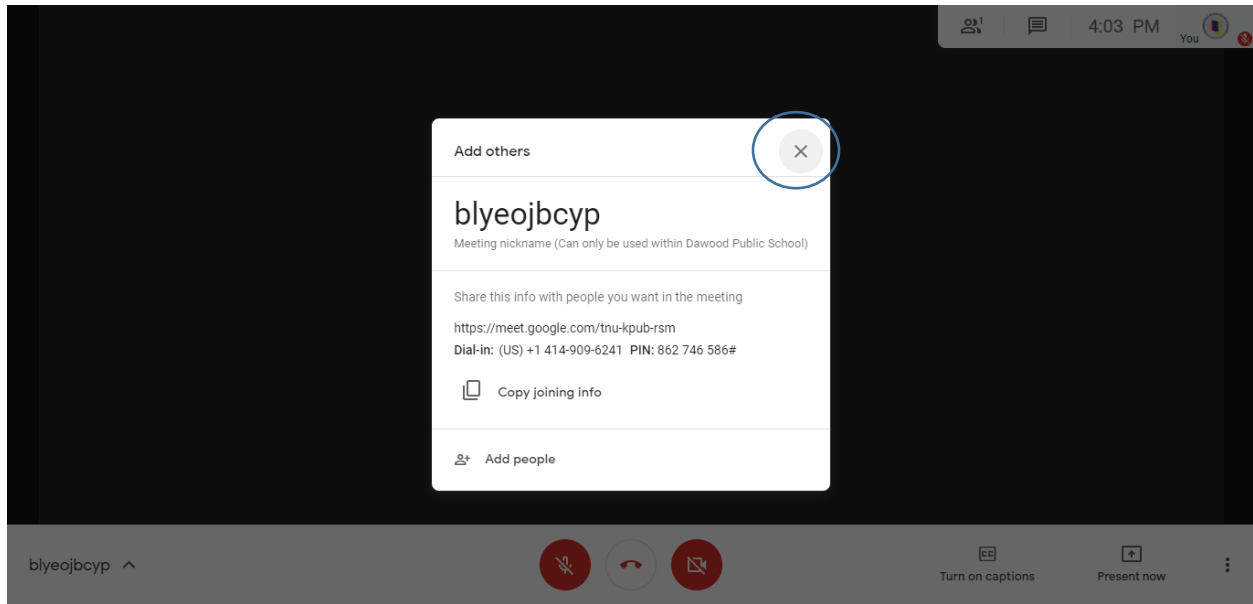 1
4:03 PM
You
Add others
blyeojbcyp
Meeting nickname (Can only be used within Dawood Public School)
Share this info with people you want in the meeting
https://meet.google.com/tnu-kpub-rsm
Dial-in: (US) +1 414-909-6241 PIN: 862 746 586#
Copy joining info
Add people
blyeojbcyp
CC
Turn on captions
Present now